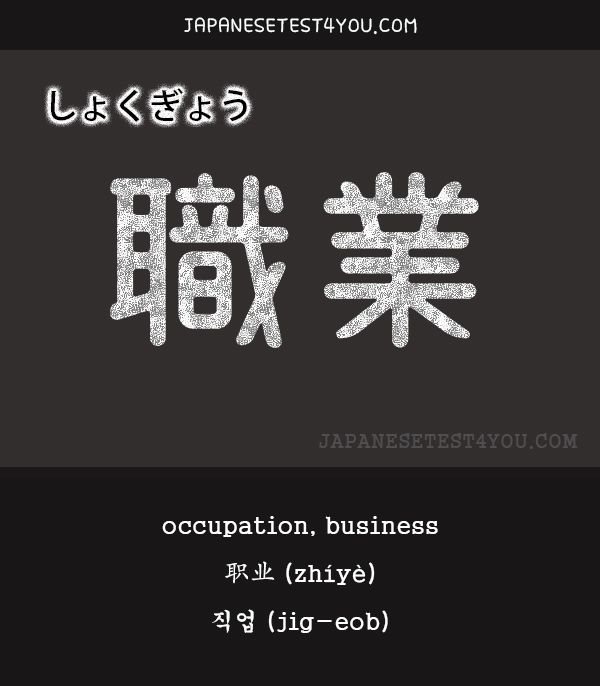 JAPANESETEST4YOU.COM
しょくぎょう
職業
JAPANESETEST4YOU.COM
occupation, business
职业 (zhíyè)
직업 (jig-eob)